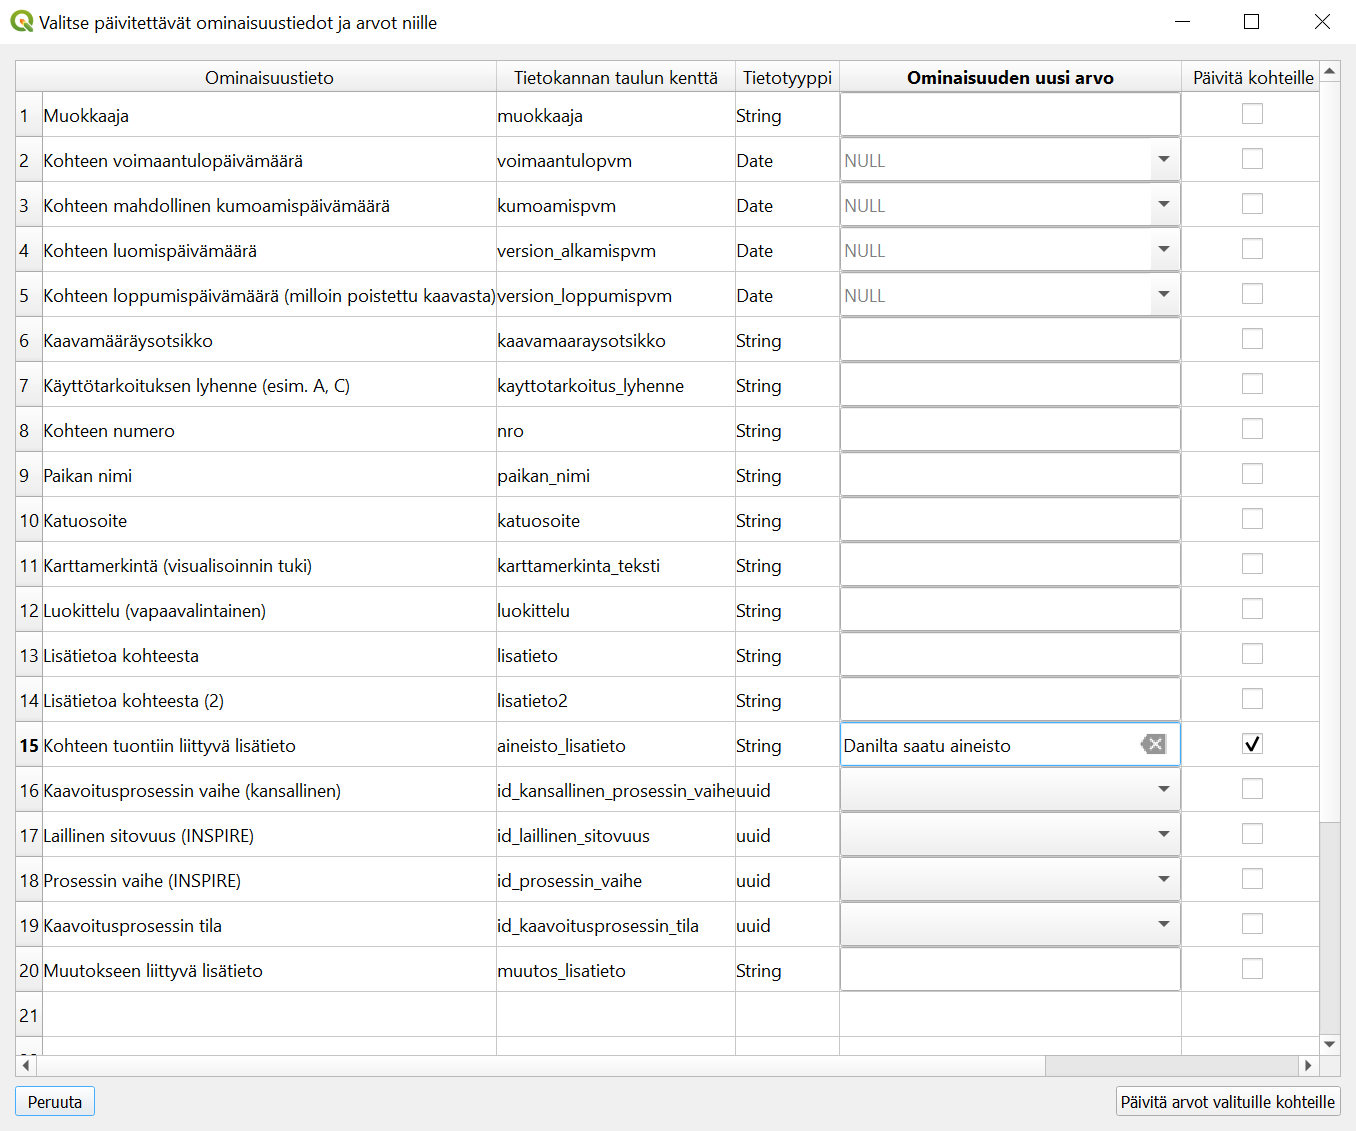 Valitse päivitettävät ominaisuustiedot ja arvot niille
Ominaisuustieto Tietokannan taulun kenttä Tietotyyppi Ominaisuuden uusi arvo Päivitä kohteille
1 Muokkaaja muokkaaja String
2 Kohteen voimaantulopäivämäärä voimaantulopvm Date NULL
3 Kohteen mahdollinen kumoamispäivämäärä kumoamispvm Date NULL
4 Kohteen luomispäivämäärä version_alkamispvm Date NULL
5 Kohteen loppumispäivämäärä (milloin poistettu kaavasta) version_loppumispvm Date NULL
6 Kaavamääräysotsikko kaavamaaraysotsikko String
7 Käyttötarkoituksen lyhenne (esim. A, C) kayttotarkoitus_lyhenne String
8 Kohteen numero nro String
9 Paikan nimi paikan_nimi String
10 Katuosoite katuosoite String
11 Karttamerkintä (visualisoinnin tuki) karttamerkinta_teksti String
12 Luokittelu (vapaavalintainen) luokittelu String
13 Lisätietoa kohteesta lisatieto String
14 Lisätietoa kohteesta (2) lisatieto2 String
15 Kohteen tuontiin liittyvä lisätieto aineisto_lisatieto String Danilta saatu aineisto
16 Kaavoitusprosessin vaihe (kansallinen) id_kansallinen_prosessin_vaihe uuid
17 Laillinen sitovuus (INSPIRE) id_laillinen_sitovuus uuid
18 Prosessin vaihe (INSPIRE) id_prosessin_vaihe uuid
19 Kaavoitusprosessin tila id_kaavoitusprosessin_tila uuid
20 Muutokseen liittyvä lisätieto muutos_lisatieto String
21
Peruuta Päivitä arvot valituille kohteille